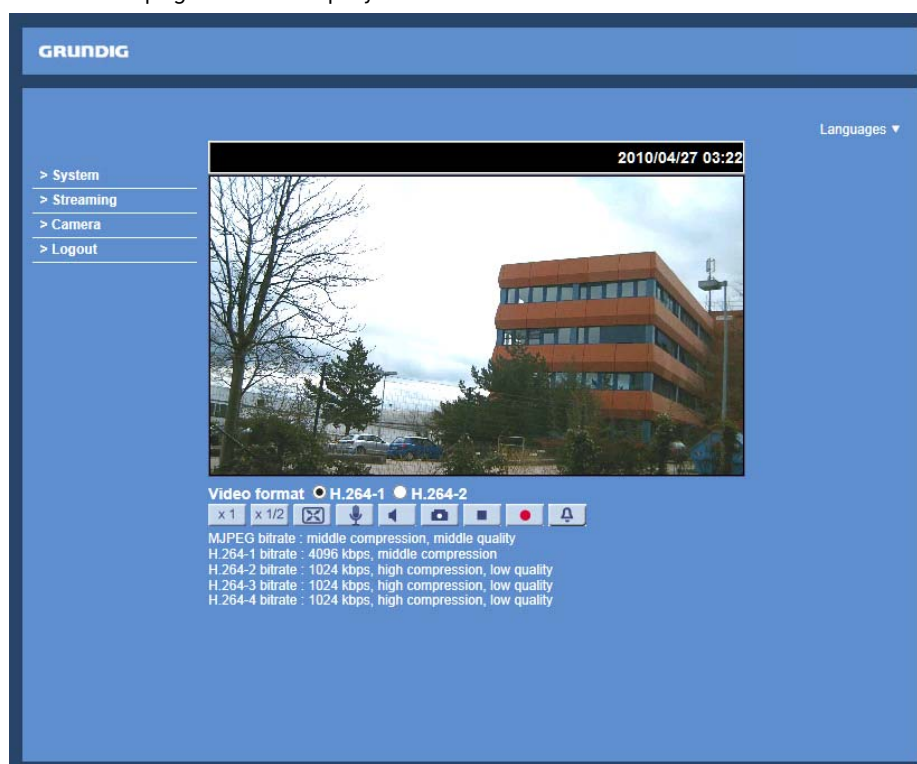 GRUNDIG
Languages ▼
2010/04/27 03:22
> System
> Streaming
> Camera
> Logout
Video format H.264-1 H.264-2
x 1 x 1/2
MJPEG bitrate : middle compression, middle quality
H.264-1 bitrate : 4096 kbps, middle compression
H.264-2 bitrate : 1024 kbps, high compression, low quality
H.264-3 bitrate : 1024 kbps, high compression, low quality
H.264-4 bitrate : 1024 kbps, high compression, low quality